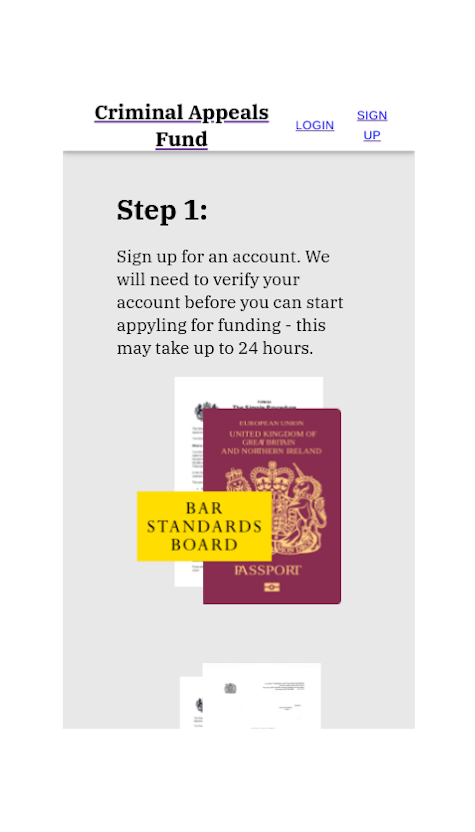 Criminal Appeals
Fund
LOGIN
SIGN
UP
Step 1:
Sign up for an account. We
will need to verify your
account before you can start
appyling for funding - this
may take up to 24 hours.
EUROPEAN UNION
UNITED KINGDOM OF
GREAT BRITAIN
AND NORTHERN IRELAND
BAR
STANDARDS
BOARD
PASSPORT